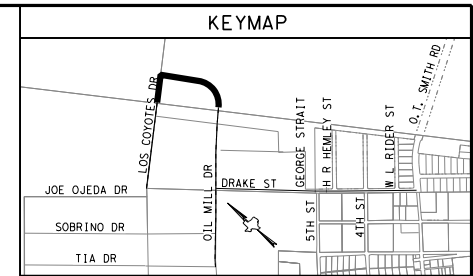 KEYMAP
LOS COYOTES DR
OIL MILL DR
GEORGE STRAIT
H R HEMLEY ST
W L RIDER ST
O. T. SMITH RD
JOE OJEDA DR
DRAKE ST
SOBRINO DR
5TH ST
4TH ST
TIA DR